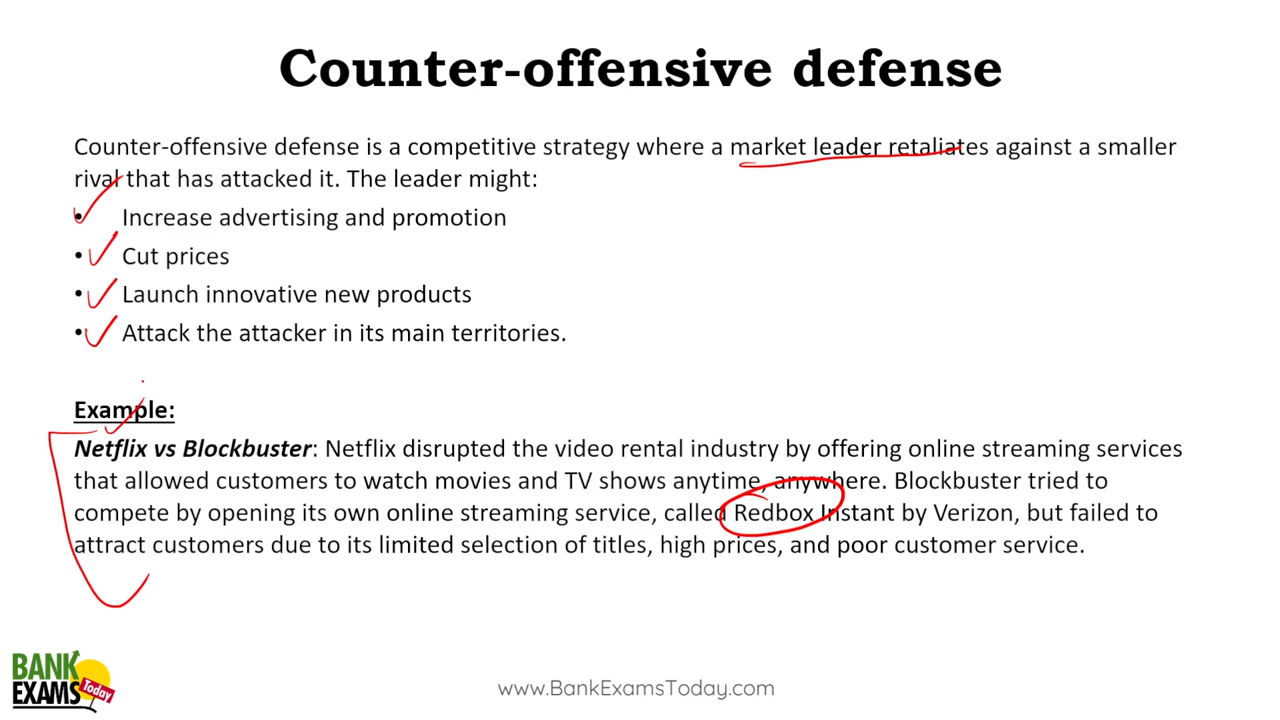 Counter-offensive defense
Counter-offensive defense is a competitive strategy where a market leader retaliates against a smaller
rival that has attacked it. The leader might:
• Increase advertising and promotion
• Cut prices
• Launch innovative new products
• Attack the attacker in its main territories.
Example:
Netflix vs Blockbuster: Netflix disrupted the video rental industry by offering online streaming services
that allowed customers to watch movies and TV shows anytime, anywhere. Blockbuster tried to
compete by opening its own online streaming service, called Redbox Instant by Verizon, but failed to
attract customers due to its limited selection of titles, high prices, and poor customer service.
BANK
EXAMS
Today
www.BankExamsToday.com